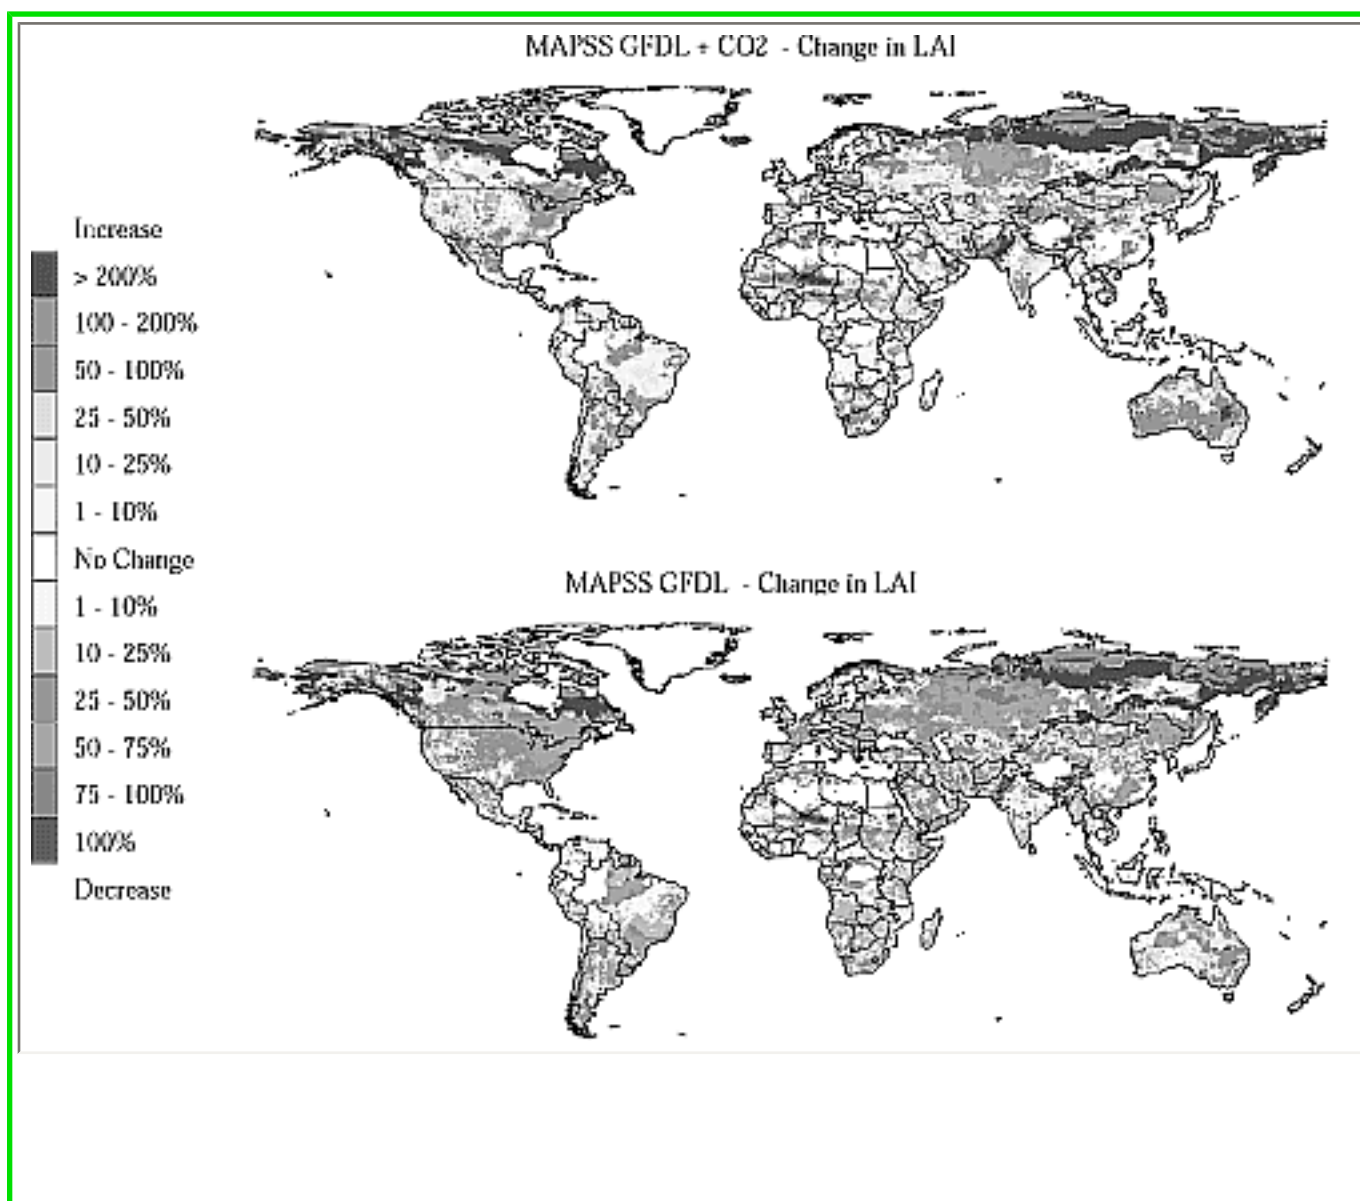 MAPSS GFDL + CO2 - Change in LAI
Increase
> 200%
100 - 200%
50 - 100%
25 - 50%
10 - 25%
1 - 10%
No Change
1 - 10%
10 - 25%
25 - 50%
50 - 75%
75 - 100%
100%
Decrease
MAPSS GFDL - Change in LAI